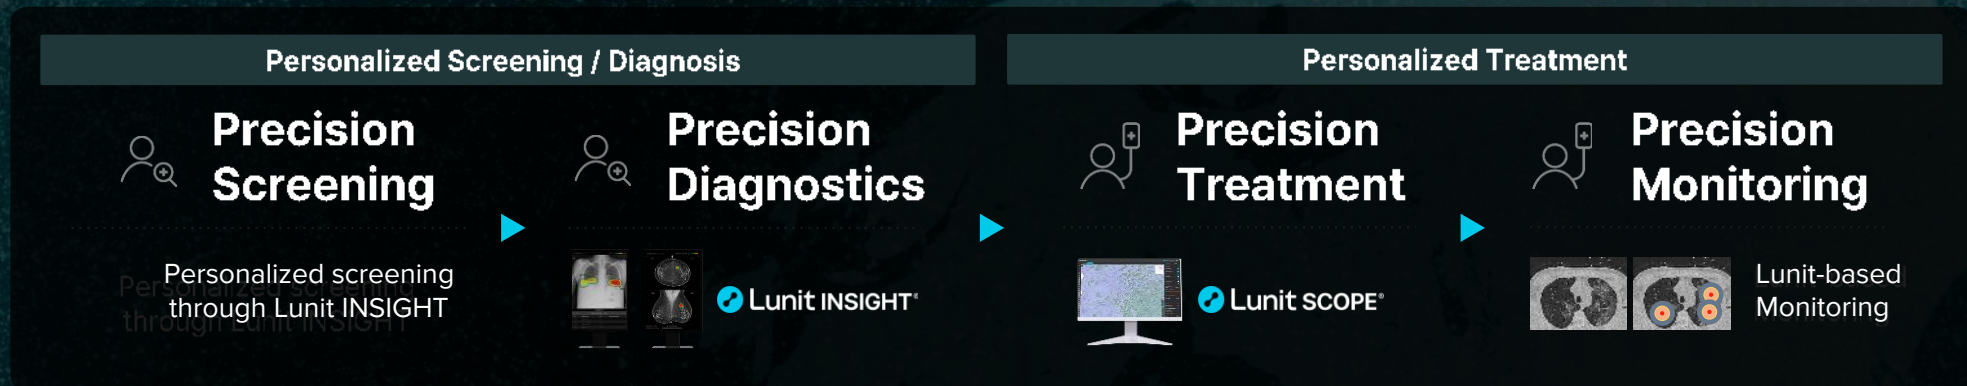 Personalized Screening / Diagnosis
Personalized Treatment
Precision
Screening
Precision
Diagnostics
Precision
Treatment
Precision
Monitoring
Personalized screening
through Lunit INSIGHT
Lunit INSIGHT®
Lunit SCOPE®
Lunit-based
Monitoring